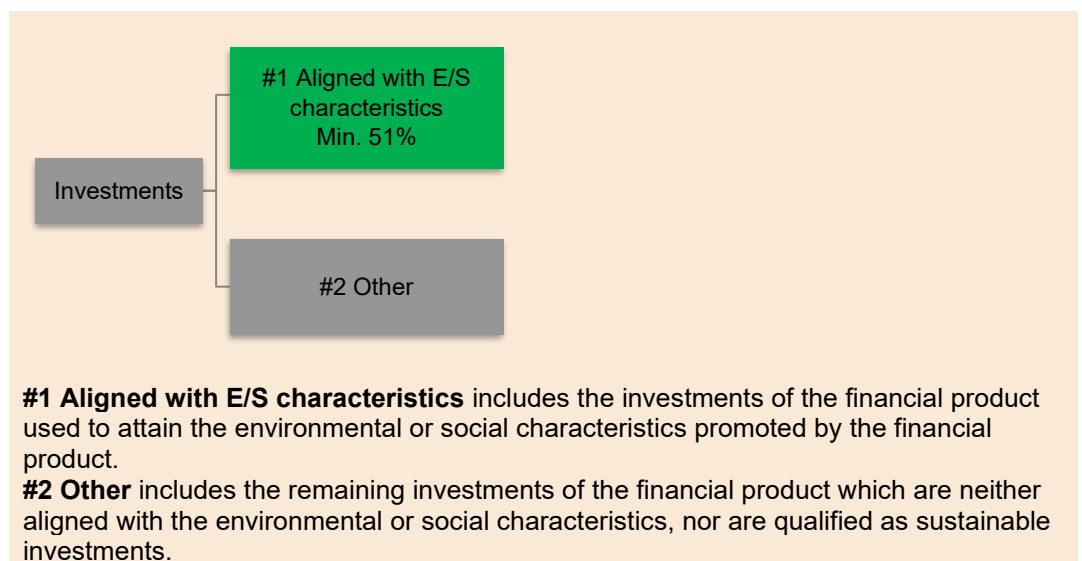 #1 Aligned with E/S
characteristics
Min. 51%
Investments
#2 Other
#1 Aligned with E/S characteristics includes the investments of the financial product
used to attain the environmental or social characteristics promoted by the financial
product.
#2 Other includes the remaining investments of the financial product which are neither
aligned with the environmental or social characteristics, nor are qualified as sustainable
investments.